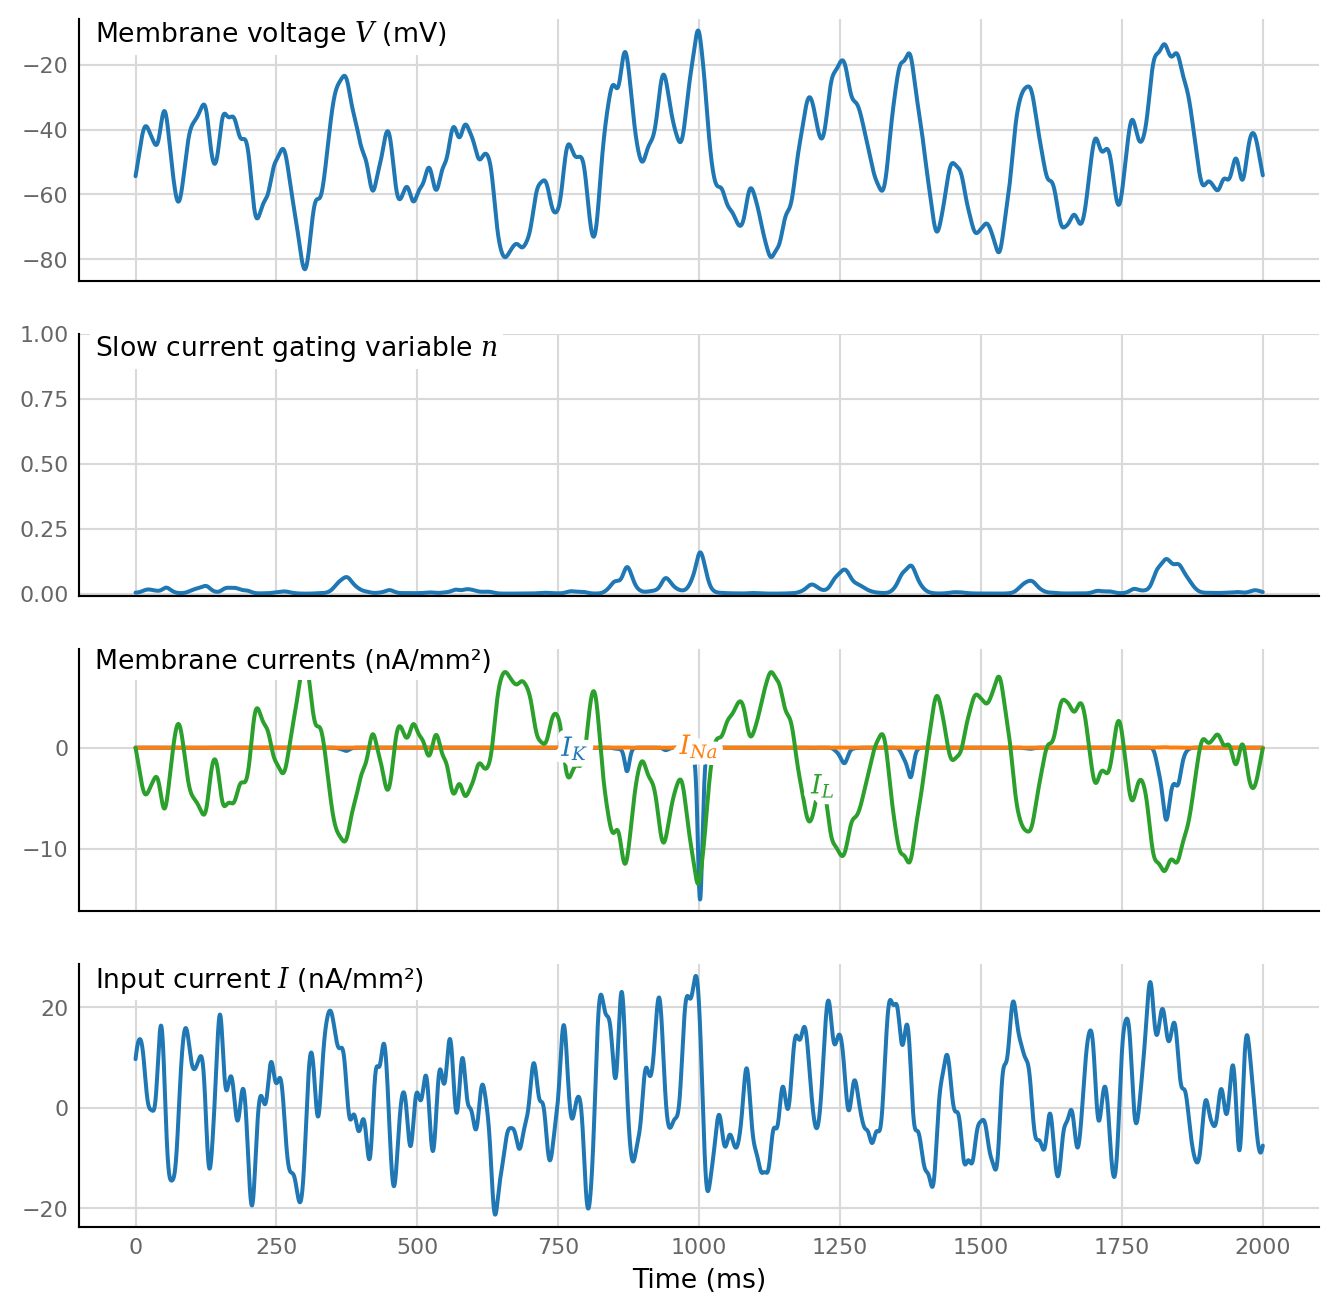 Membrane voltage V (mV)
−20
−40
−60
−80
Slow current gating variable n
1.00
0.75
0.50
0.25
0.00
Membrane currents (nA/mm²)
0
−10
I_K
I_Na
I_L
Input current I (nA/mm²)
20
0
−20
0 250 500 750 1000 1250 1500 1750 2000
Time (ms)